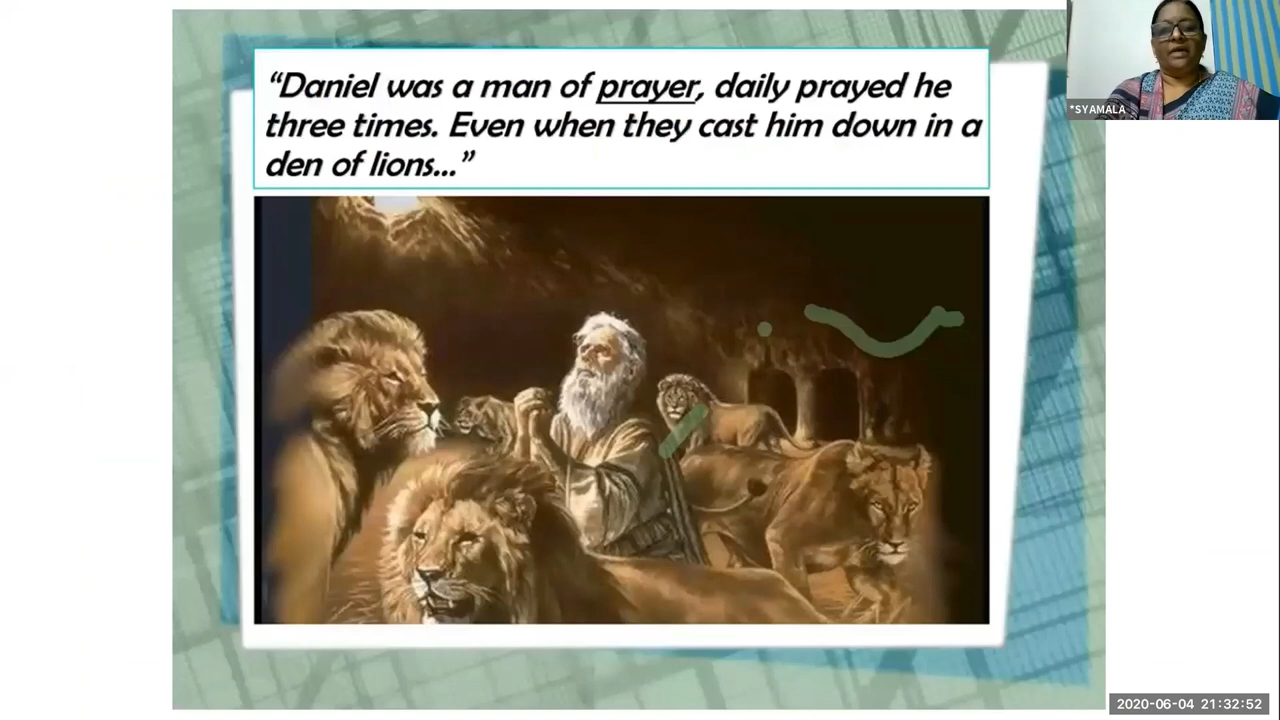 “Daniel was a man of prayer, daily prayed he
three times. Even when they cast him down in a
den of lions...”
*SYAMALA
2020-06-04 21:32:52